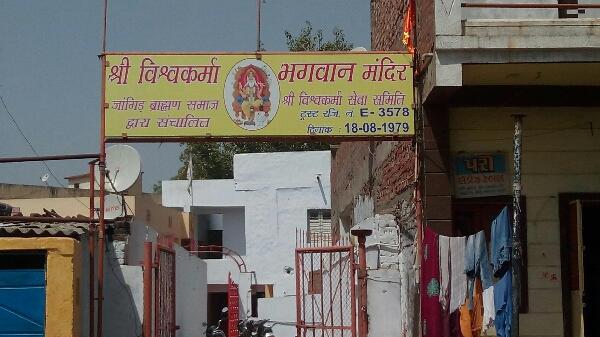 श्री विश्वकर्मा भगवान मंदिर
जांगिड़ ब्राह्मण समाज
द्वारा संचालित
श्री विश्वकर्मा सेवा समिति
ट्रस्ट रजि. नं E-3578
दिनांक 18-08-1979